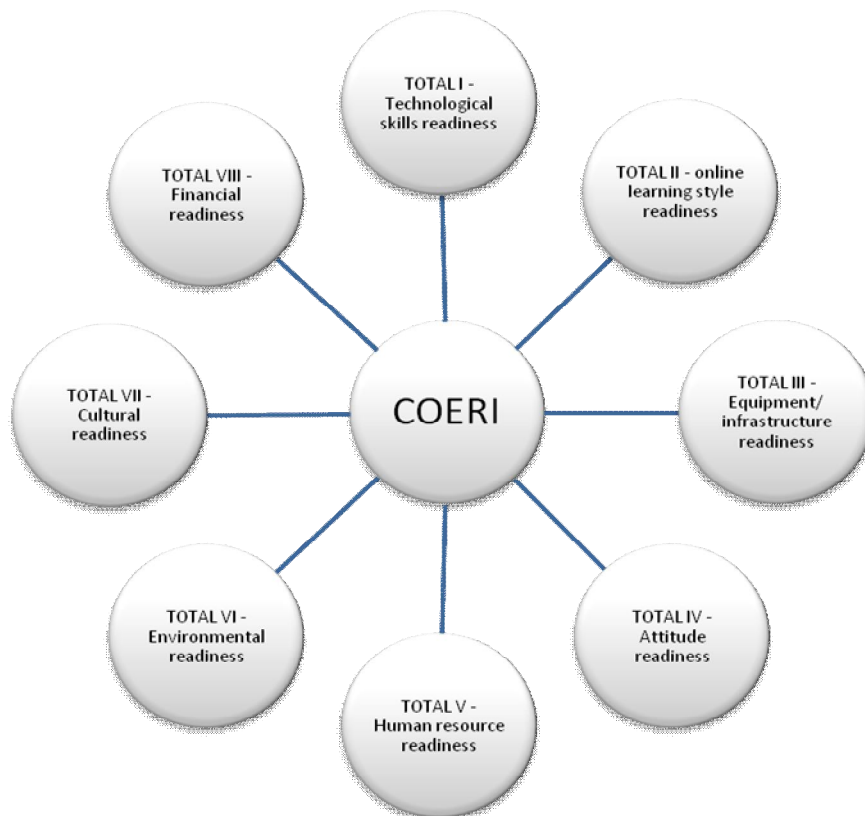 TOTAL I -
Technological
skills readiness
TOTAL II - online
learning style
readiness
TOTAL III -
Equipment/
infrastructure
readiness
TOTAL IV -
Attitude
readiness
TOTAL V -
Human resource
readiness
TOTAL VI -
Environmental
readiness
TOTAL VII -
Cultural
readiness
TOTAL VIII -
Financial
readiness
COERI